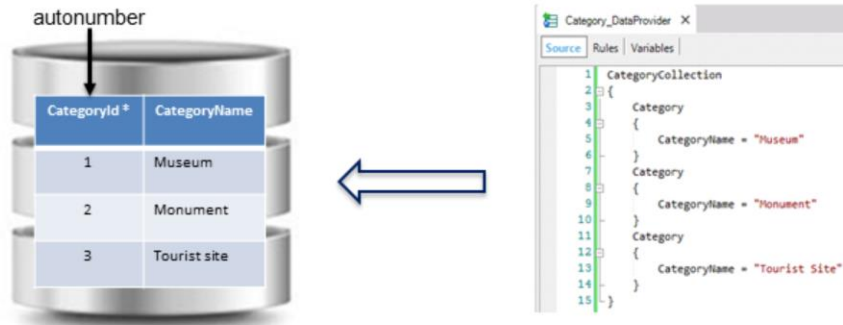 autonumber
CategoryId * CategoryName
1 Museum
2 Monument
3 Tourist site
Category_DataProvider X
Source Rules Variables
1 CategoryCollection
2 {
3 Category
4 {
5 CategoryName = "Museum"
6 }
7 Category
8 {
9 CategoryName = "Monument"
10 }
11 Category
12 {
13 CategoryName = "Tourist Site"
14 }
15 }